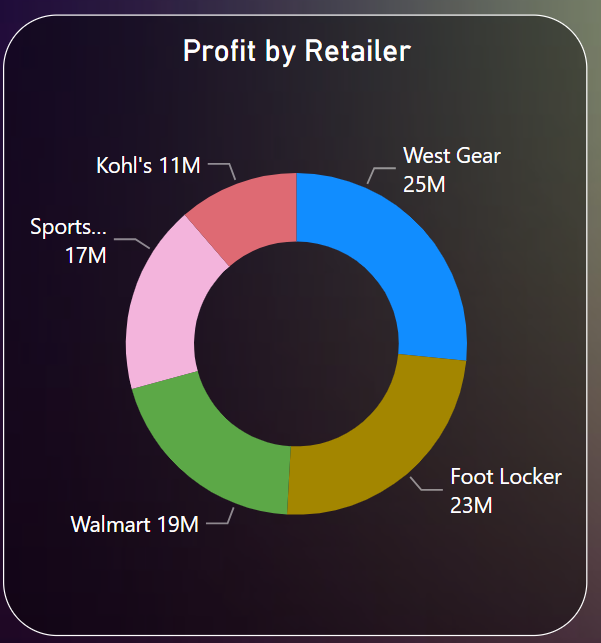 Profit by Retailer
West Gear
25M
Foot Locker
23M
Walmart 19M
Sports...
17M
Kohl's 11M